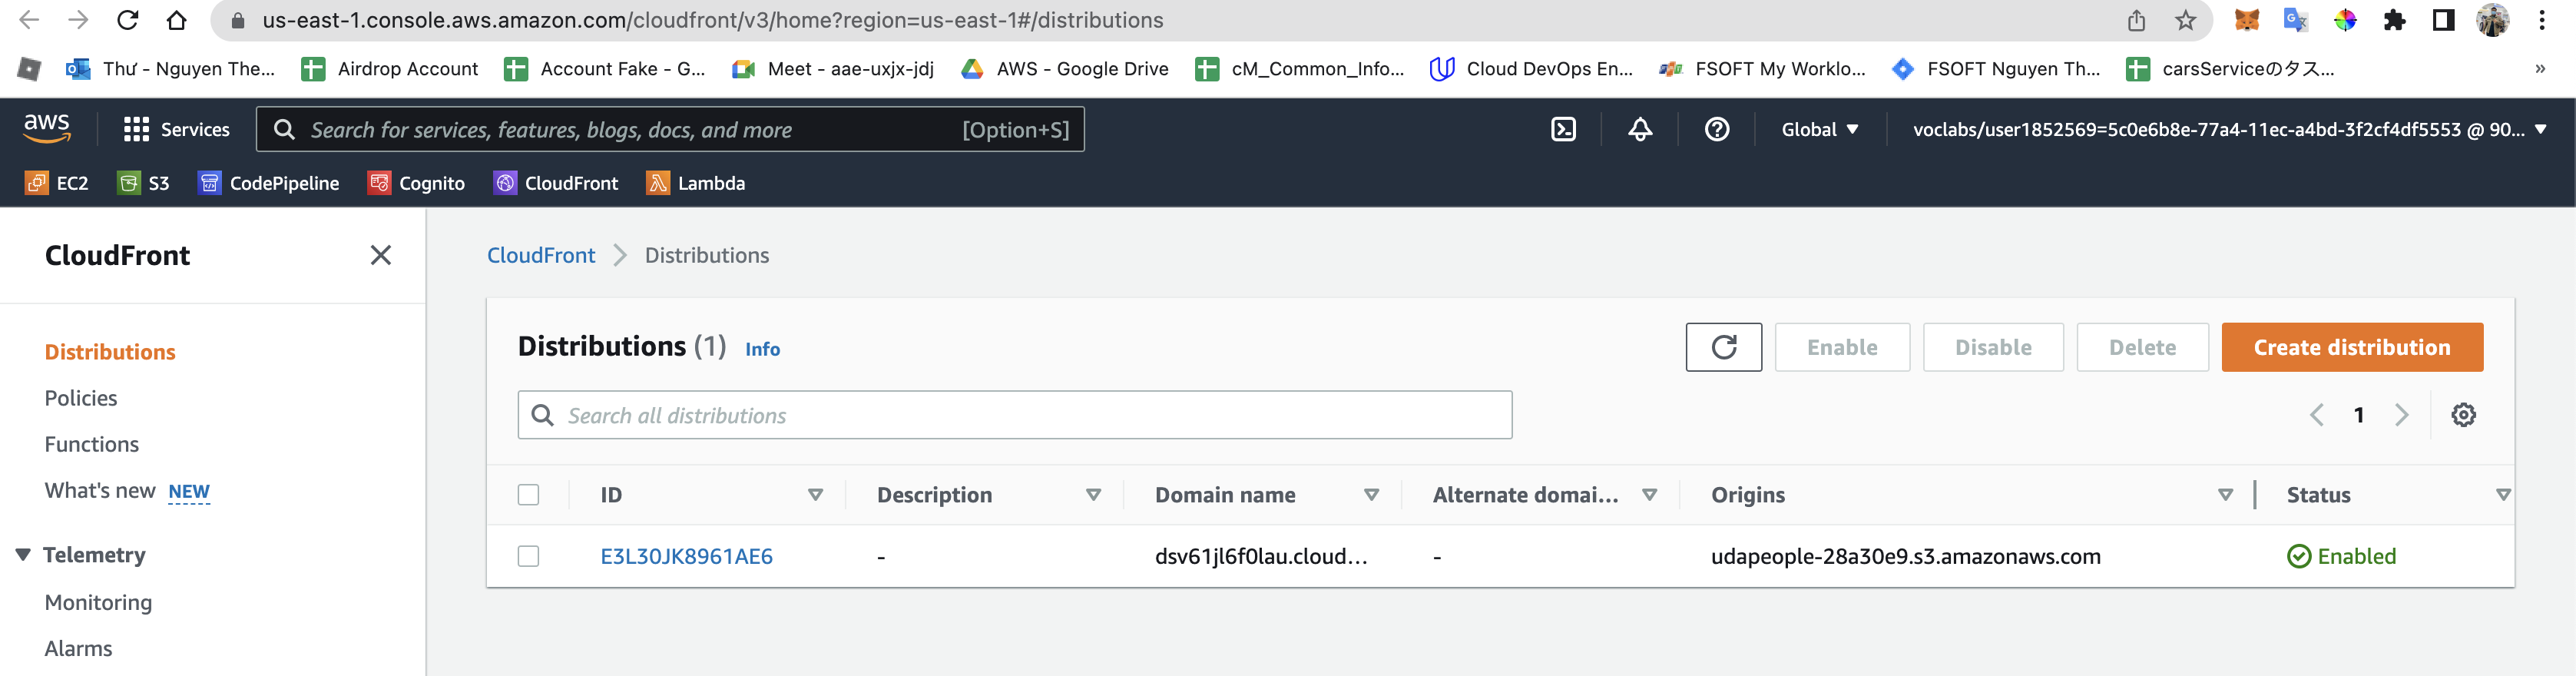 us-east-1.console.aws.amazon.com/cloudfront/v3/home?region=us-east-1#/distributions
Thư - Nguyen The... Airdrop Account Account Fake - G... Meet - aae-uxjx-jdj AWS - Google Drive cM_Common_Info... Cloud DevOps En... FSOFT My Worklo... FSOFT Nguyen Th... carsServiceのタス... »
aws Services Search for services, features, blogs, docs, and more [Option+S] Global voclabs/user1852569=5c0e6b8e-77a4-11ec-a4bd-3f2cf4df5553 @ 90...
EC2 S3 CodePipeline Cognito CloudFront Lambda
CloudFront
Distributions
Policies
Functions
What's new NEW
Telemetry
Monitoring
Alarms
CloudFront Distributions
Distributions (1) Info Enable Disable Delete Create distribution
Search all distributions 1
ID Description Domain name Alternate domai... Origins Status
E3L30JK8961AE6 - dsv61jl6f0lau.cloud... - udapeople-28a30e9.s3.amazonaws.com Enabled